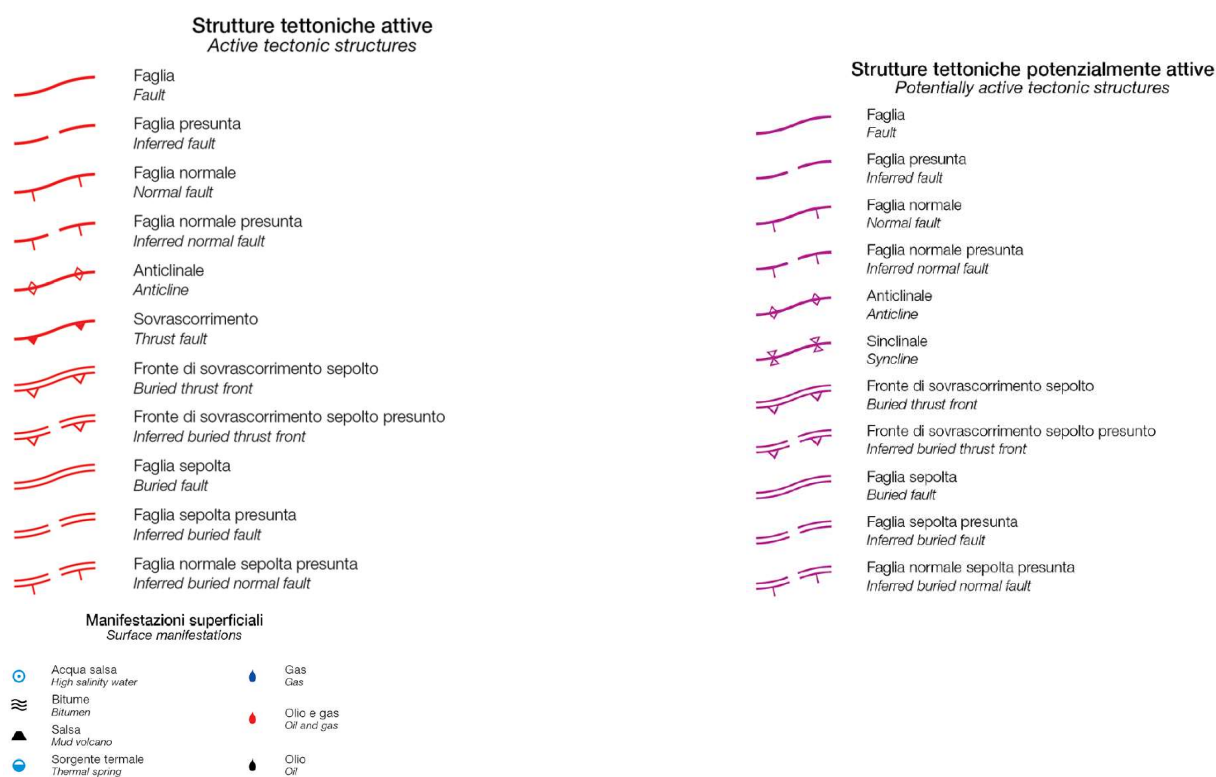 Strutture tettoniche attive
Active tectonic structures
Faglia
Fault
Faglia presunta
Inferred fault
Faglia normale
Normal fault
Faglia normale presunta
Inferred normal fault
Anticlinale
Anticline
Sovrascorrimento
Thrust fault
Fronte di sovrascorrimento sepolto
Buried thrust front
Fronte di sovrascorrimento sepolto presunto
Inferred buried thrust front
Faglia sepolta
Buried fault
Faglia sepolta presunta
Inferred buried fault
Faglia normale sepolta presunta
Inferred buried normal fault
Manifestazioni superficiali
Surface manifestations
Acqua salsa
High salinity water
Bitume
Bitumen
Salsa
Mud volcano
Sorgente termale
Thermal spring
Gas
Gas
Olio e gas
Oil and gas
Olio
Oil
Strutture tettoniche potenzialmente attive
Potentially active tectonic structures
Faglia
Fault
Faglia presunta
Inferred fault
Faglia normale
Normal fault
Faglia normale presunta
Inferred normal fault
Anticlinale
Anticline
Sinclinale
Syncline
Fronte di sovrascorrimento sepolto
Buried thrust front
Fronte di sovrascorrimento sepolto presunto
Inferred buried thrust front
Faglia sepolta
Buried fault
Faglia sepolta presunta
Inferred buried fault
Faglia normale sepolta presunta
Inferred buried normal fault